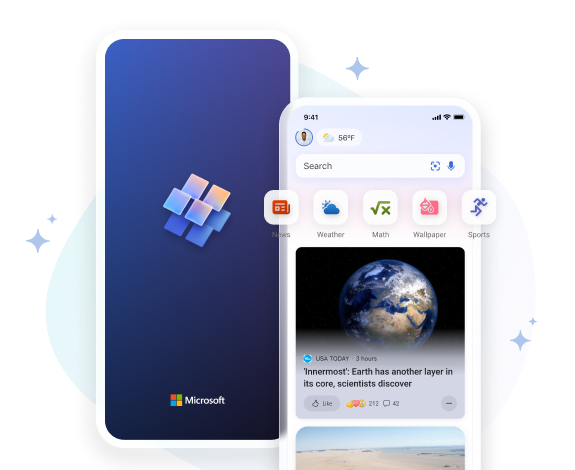 Microsoft
9:41
56°F
Search
News
Weather
Math
Wallpaper
Sports
USA TODAY · 3 hours
'Innermost': Earth has another layer in
its core, scientists discover
Like
212
42